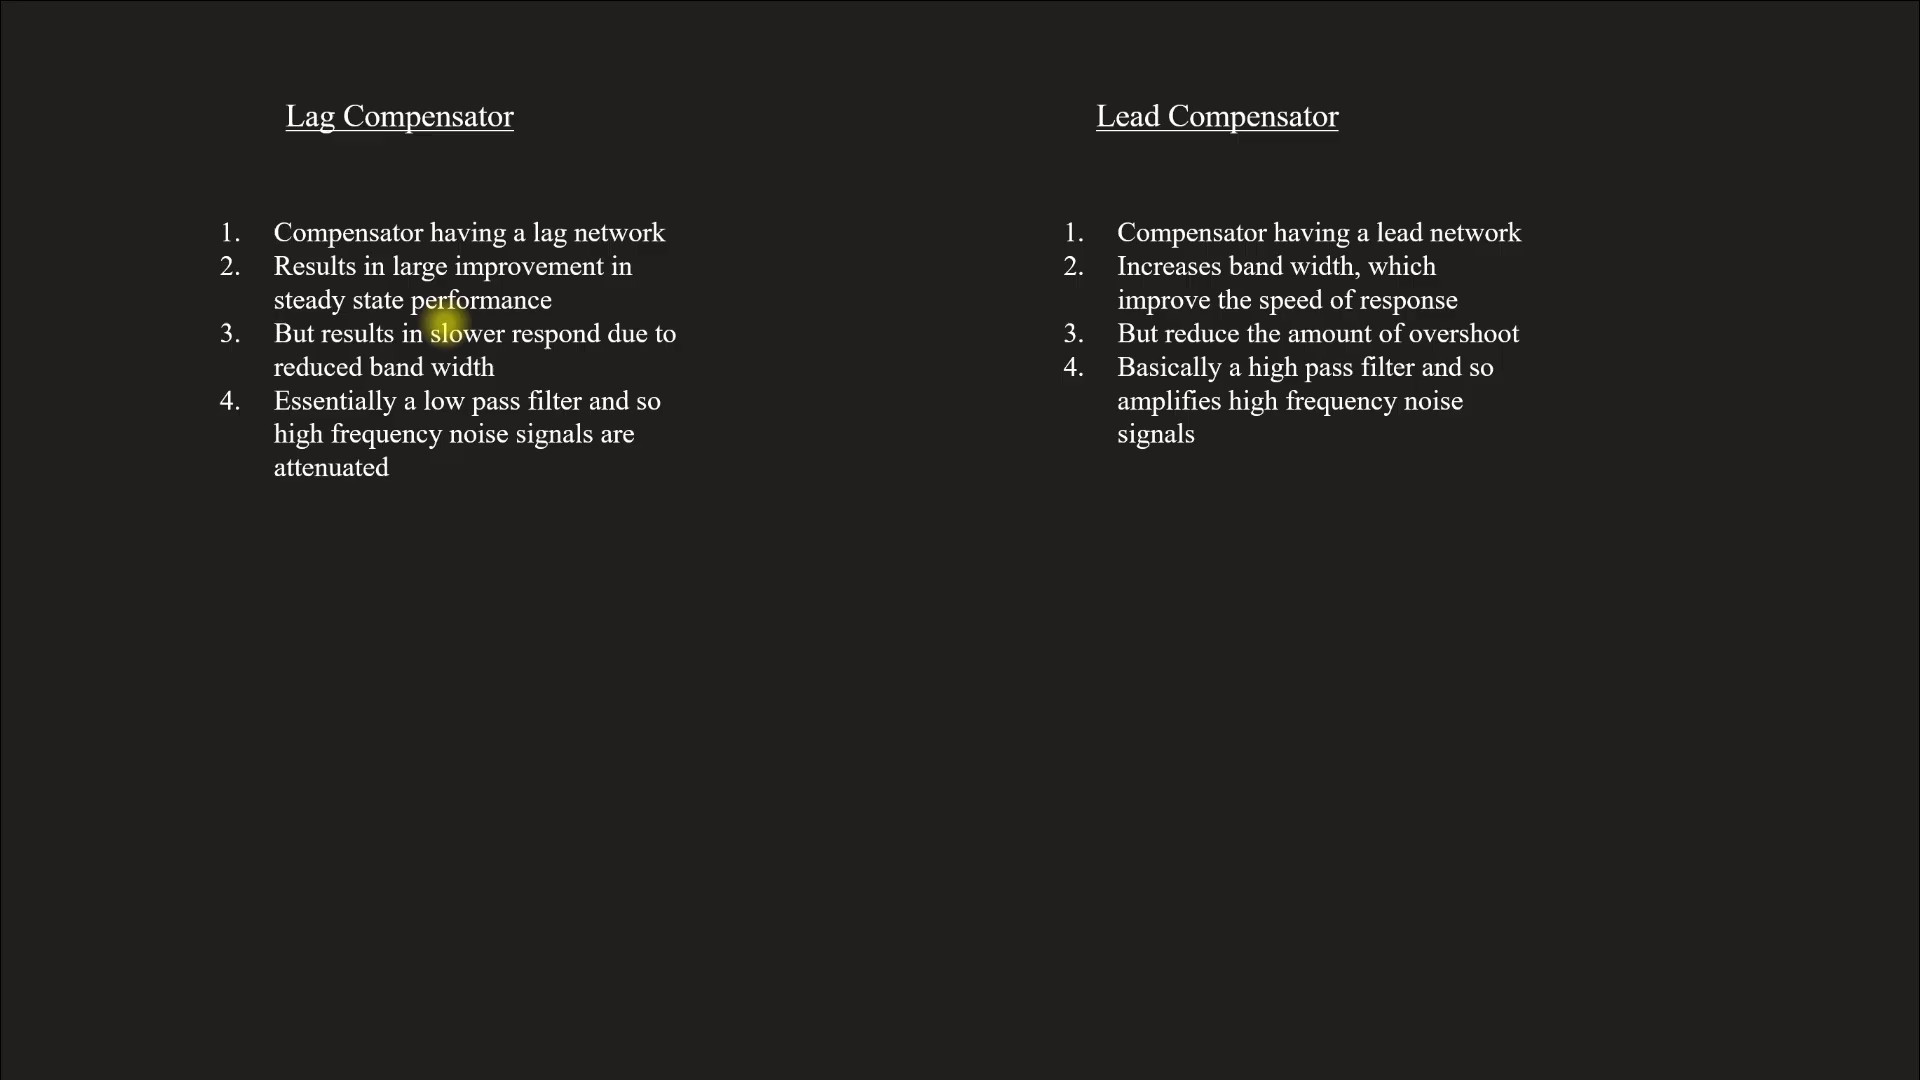 Lag Compensator
1. Compensator having a lag network
2. Results in large improvement in
steady state performance
3. But results in slower respond due to
reduced band width
4. Essentially a low pass filter and so
high frequency noise signals are
attenuated
Lead Compensator
1. Compensator having a lead network
2. Increases band width, which
improve the speed of response
3. But reduce the amount of overshoot
4. Basically a high pass filter and so
amplifies high frequency noise
signals